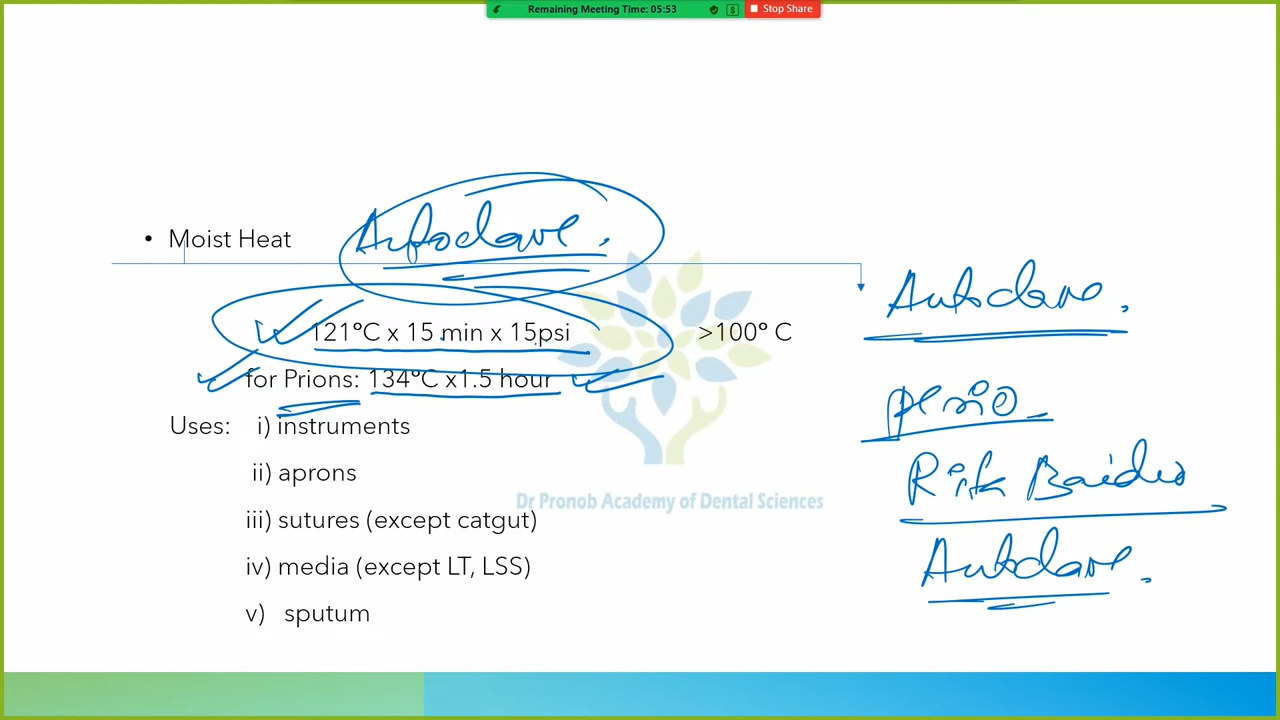 Remaining Meeting Time: 05:53
Stop Share
• Moist Heat
Autoclave.
121°C x 15 min x 15psi
>100° C
for Prions: 134°C x1.5 hour
Uses: i) instruments
ii) aprons
iii) sutures (except catgut)
iv) media (except LT, LSS)
v) sputum
Autoclave.
perio
Autoclave.
Dr Pronob Academy of Dental Sciences